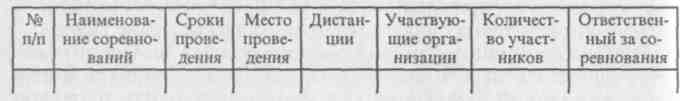 № Наименова- Сроки Место Дистан- Участвую- Количест- Ответствен-
п/п ние соревно- прове- прове- ции щие орга- во участ- ный за со-
ваний дения дения низации ников ревнования